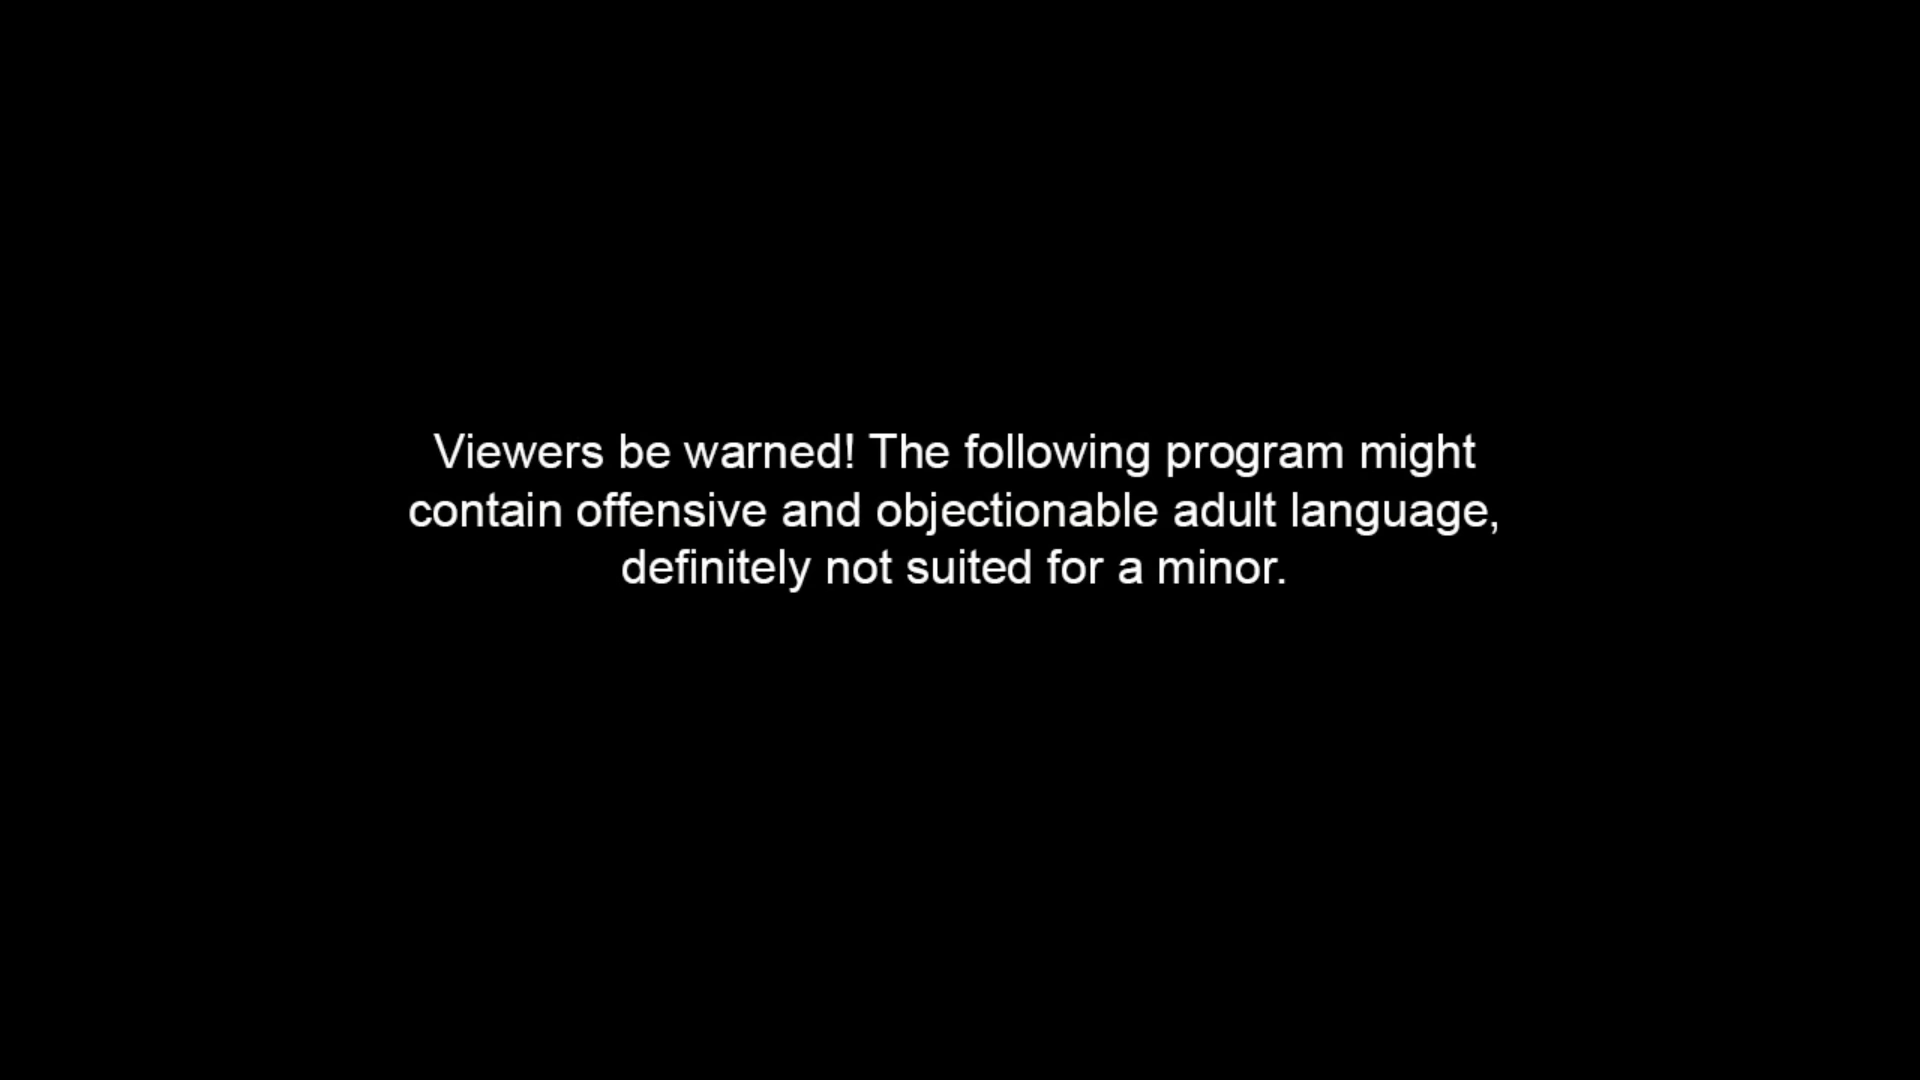 Viewers be warned! The following program might
contain offensive and objectionable adult language,
definitely not suited for a minor.